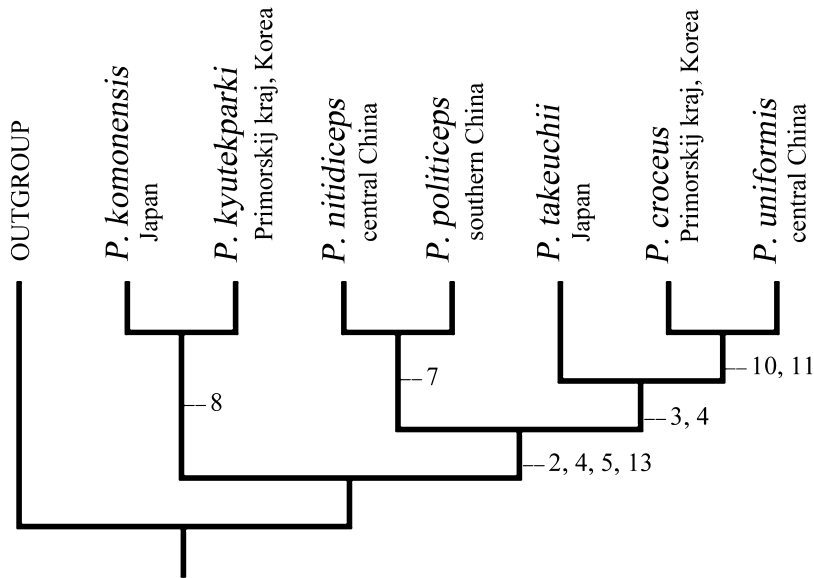 OUTGROUP
P. komonensis
Japan
P. kyutekparki
Primorskij kraj, Korea
P. nitidiceps
central China
P. politiceps
southern China
P. takeuchii
Japan
P. croceus
Primorskij kraj, Korea
P. uniformis
central China
10, 11
7
8
3, 4
2, 4, 5, 13